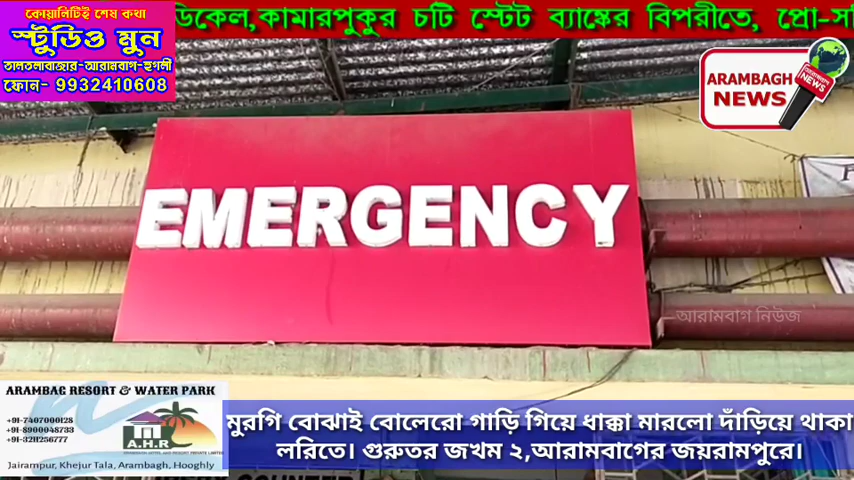 কোয়ালিটিই শেষ কথা
স্টুডিও মুন
তালতলাবাজার-আরামবাগ-হুগলী
ফোন- 9932410608
ডিকেল,কামারপুকুর চটি স্টেট ব্যাঙ্কের বিপরীতে, প্রো-সা
ARAMBAGH
NEWS
NEWS
EMERGENCY
আরামবাগ নিউজ
ARAMBAG RESORT & WATER PARK
+91-7407000128
+91-8900048733
+91-3211256777
A.H.R
Jairampur, Khejur Tala, Arambagh, Hooghly
মুরগি বোঝাই বোলেরো গাড়ি গিয়ে ধাক্কা মারলো দাঁড়িয়ে থাকা
লরিতে। গুরুতর জখম ২,আরামবাগের জয়রামপুরে।